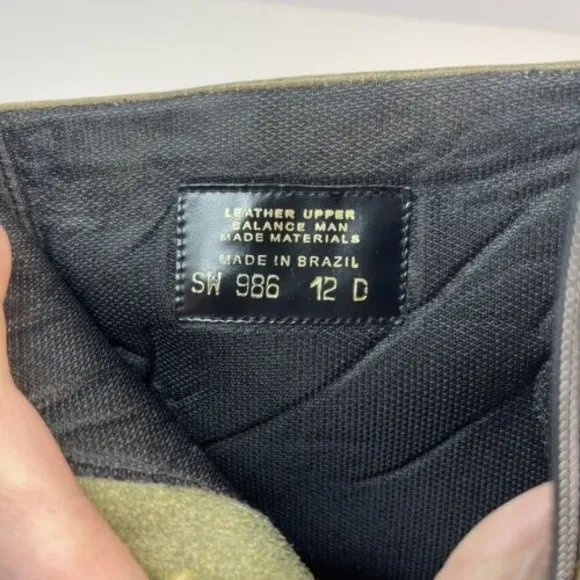 LEATHER UPPER
BALANCE MAN
MADE MATERIALS
MADE IN BRAZIL
SW 986 12 D